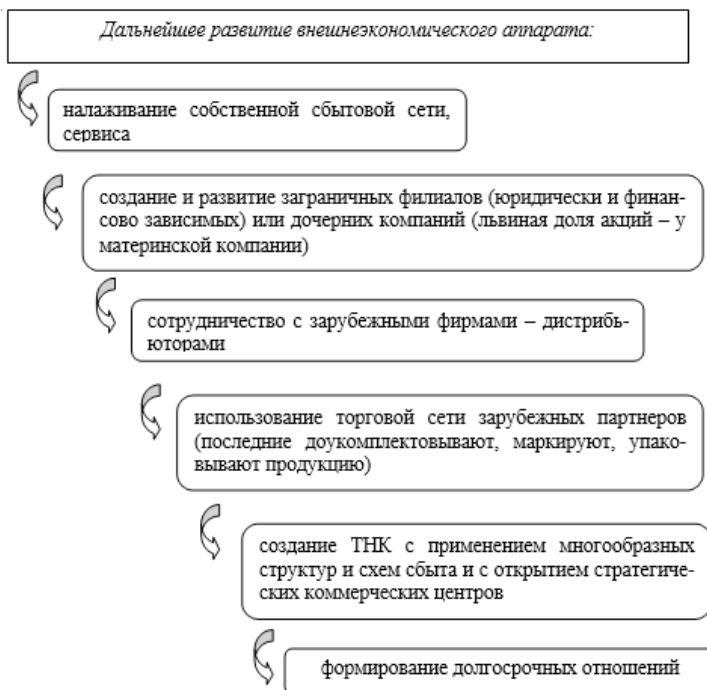 Дальнейшее развитие внешнеэкономического аппарата:
налаживание собственной сбытовой сети,
сервиса
создание и развитие заграничных филиалов (юридически и финан-
сово зависимых) или дочерних компаний (львиная доля акций – у
материнской компании)
сотрудничество с зарубежными фирмами – дистрибь-
юторами
использование торговой сети зарубежных партнеров
(последние доукомплектовывают, маркируют, упако-
вывают продукцию)
создание ТНК с применением многообразных
структур и схем сбыта и с открытием стратегиче-
ских коммерческих центров
формирование долгосрочных отношений